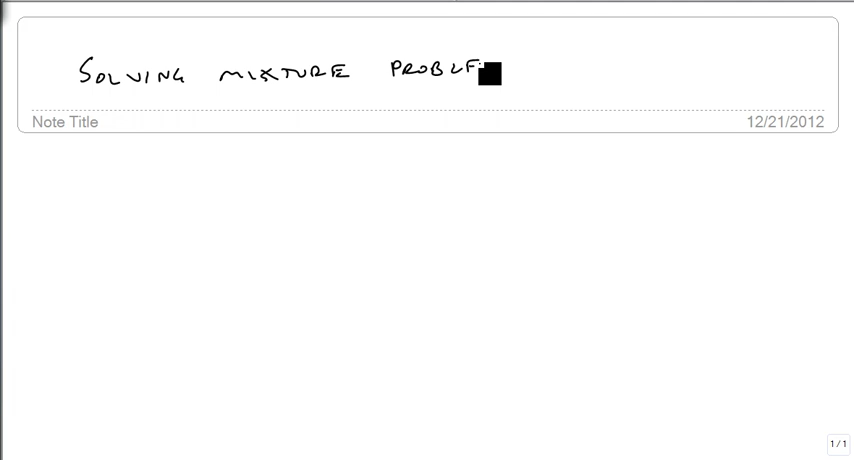 SOLVING MIXTURE PROBLE
Note Title
12/21/2012
1 / 1